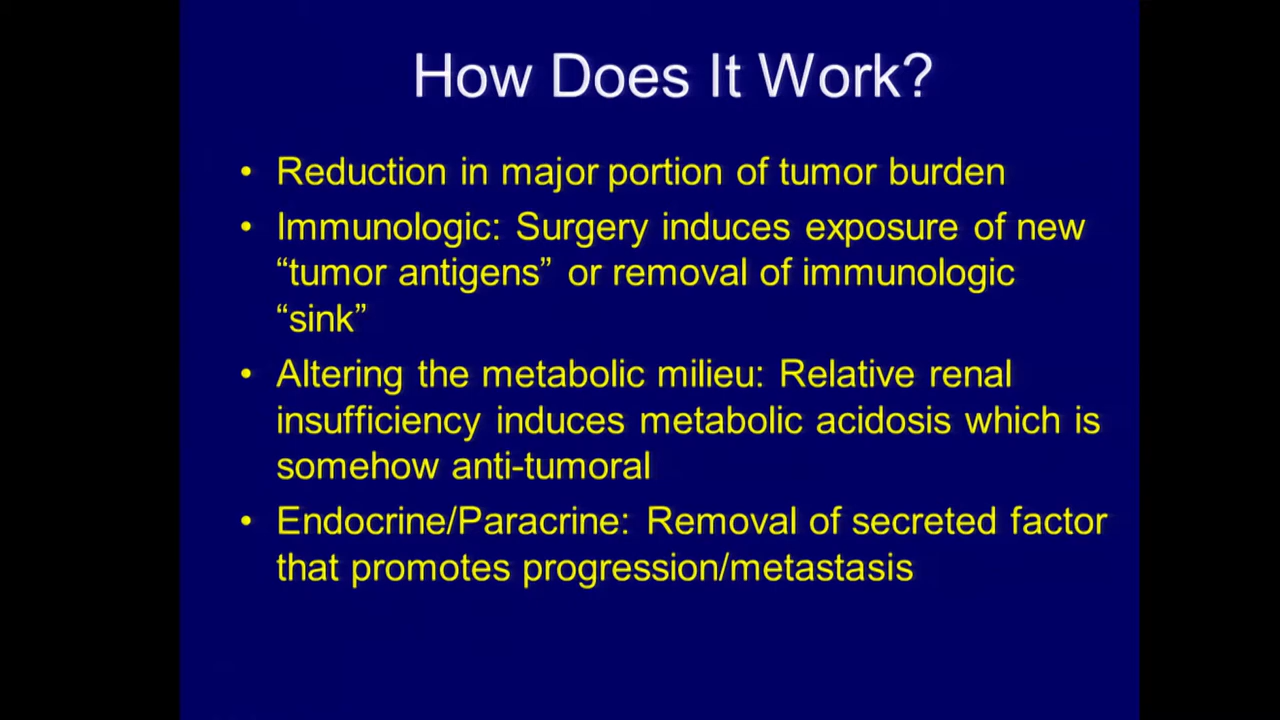 How Does It Work?
• Reduction in major portion of tumor burden
• Immunologic: Surgery induces exposure of new
“tumor antigens” or removal of immunologic
“sink”
• Altering the metabolic milieu: Relative renal
insufficiency induces metabolic acidosis which is
somehow anti-tumoral
• Endocrine/Paracrine: Removal of secreted factor
that promotes progression/metastasis